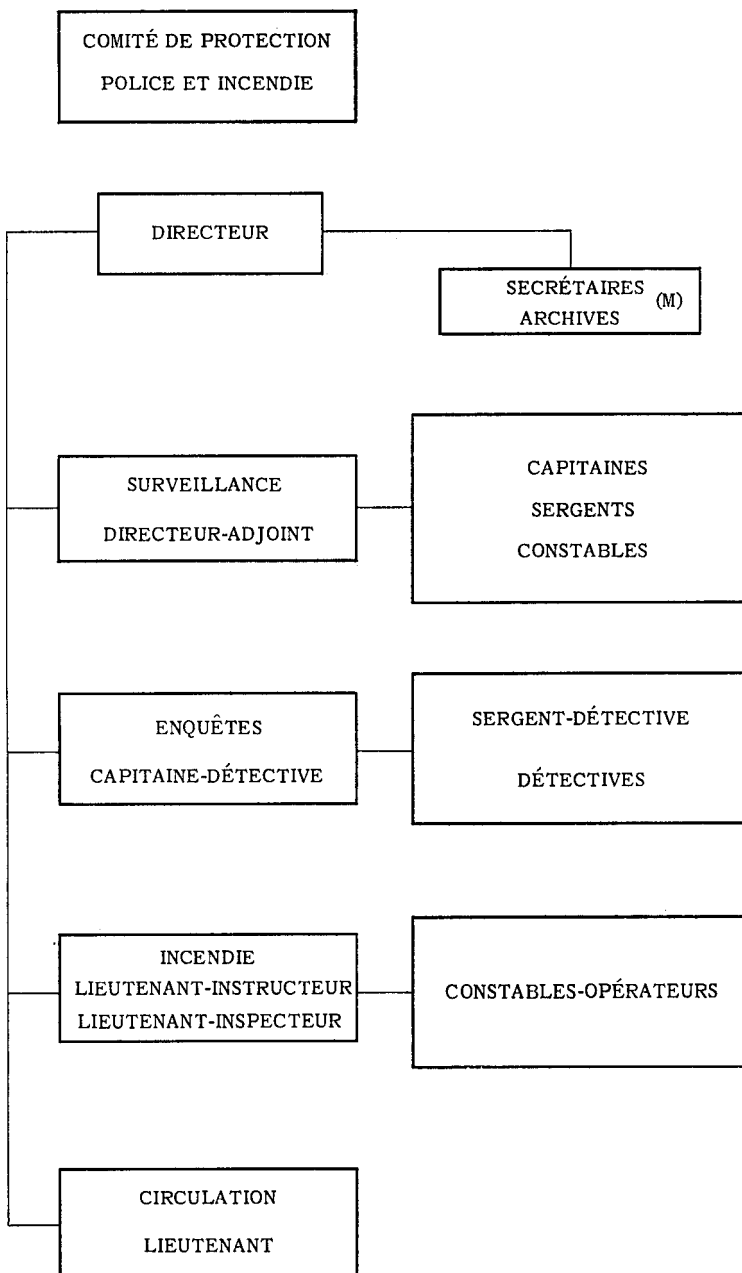 COMITÉ DE PROTECTION
POLICE ET INCENDIE
DIRECTEUR
SECRÉTAIRES (M)
ARCHIVES
SURVEILLANCE
DIRECTEUR-ADJOINT
CAPITAINES
SERGENTS
CONSTABLES
ENQUÊTES
CAPITAINE-DÉTECTIVE
SERGENT-DÉTECTIVE
DÉTECTIVES
INCENDIE
LIEUTENANT-INSTRUCTEUR
LIEUTENANT-INSPECTEUR
CONSTABLES-OPÉRATEURS
CIRCULATION
LIEUTENANT